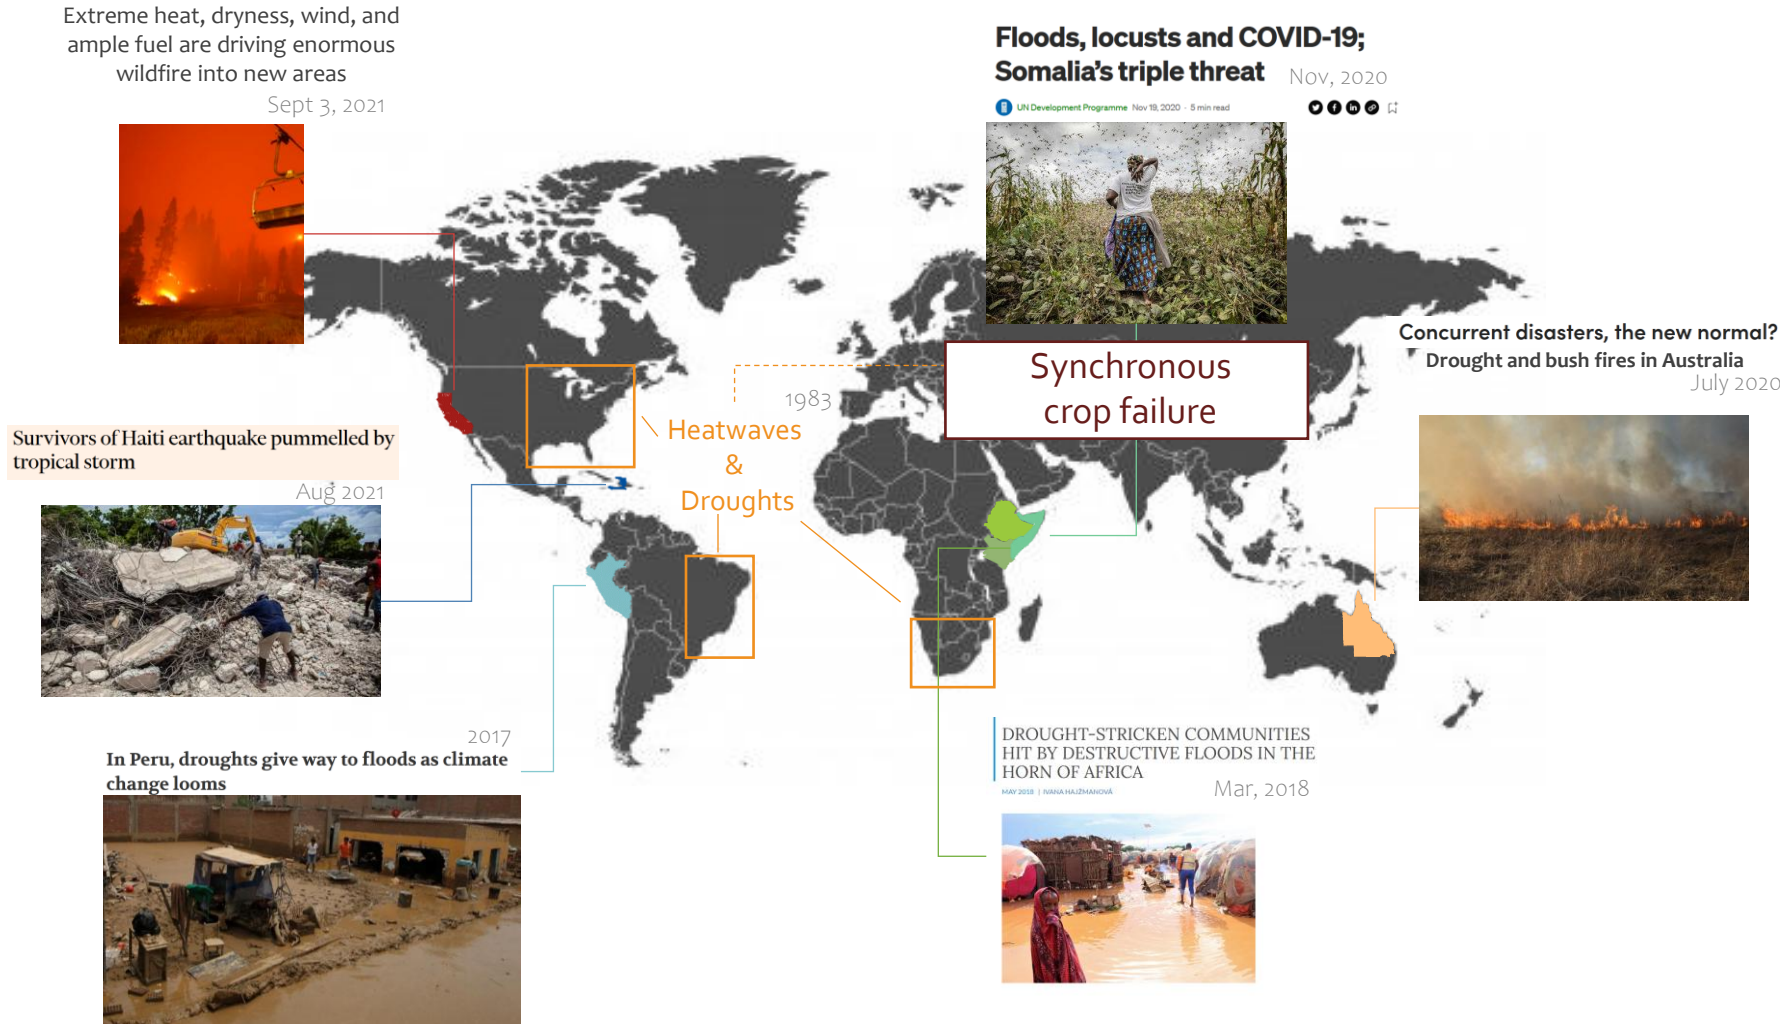 Extreme heat, dryness, wind, and
ample fuel are driving enormous
wildfire into new areas
Sept 3, 2021
Floods, locusts and COVID-19;
Somalia's triple threat
Nov, 2020
UN Development Programme Nov 19, 2020 · 5 min read
Concurrent disasters, the new normal?
Drought and bush fires in Australia
July 2020
Synchronous
crop failure
1983
Heatwaves
&
Droughts
Survivors of Haiti earthquake pummelled by
tropical storm
Aug 2021
2017
In Peru, droughts give way to floods as climate
change looms
DROUGHT-STRICKEN COMMUNITIES
HIT BY DESTRUCTIVE FLOODS IN THE
HORN OF AFRICA
MAY 2018 | IVANA HAJŽMANOVÁ
Mar, 2018